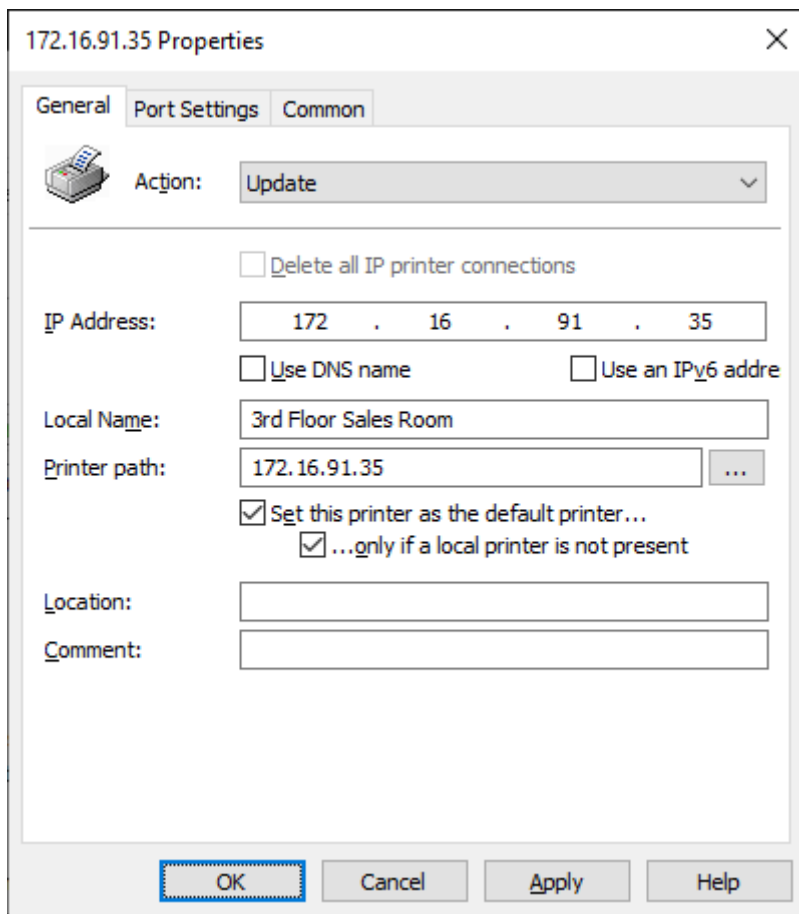 172.16.91.35 Properties
General Port Settings Common
Action: Update
Delete all IP printer connections
IP Address: 172 . 16 . 91 . 35
Use DNS name Use an IPv6 addre
Local Name: 3rd Floor Sales Room
Printer path: 172.16.91.35 ...
Set this printer as the default printer...
...only if a local printer is not present
Location:
Comment:
OK Cancel Apply Help